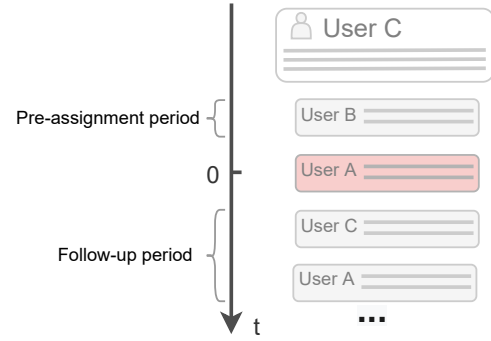 User C
Pre-assignment period
User B
0
User A
User C
Follow-up period
User A
...
t